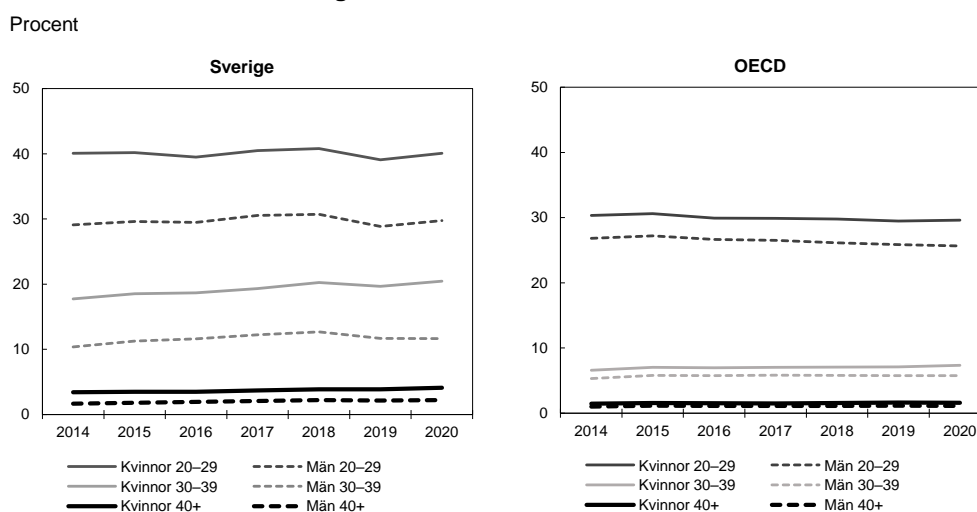 Procent
Sverige
50
40
30
20
10
0
2014 2015 2016 2017 2018 2019 2020
Kvinnor 20–29 Män 20–29
Kvinnor 30–39 Män 30–39
Kvinnor 40+ Män 40+
OECD
50
40
30
20
10
0
2014 2015 2016 2017 2018 2019 2020
Kvinnor 20–29 Män 20–29
Kvinnor 30–39 Män 30–39
Kvinnor 40+ Män 40+